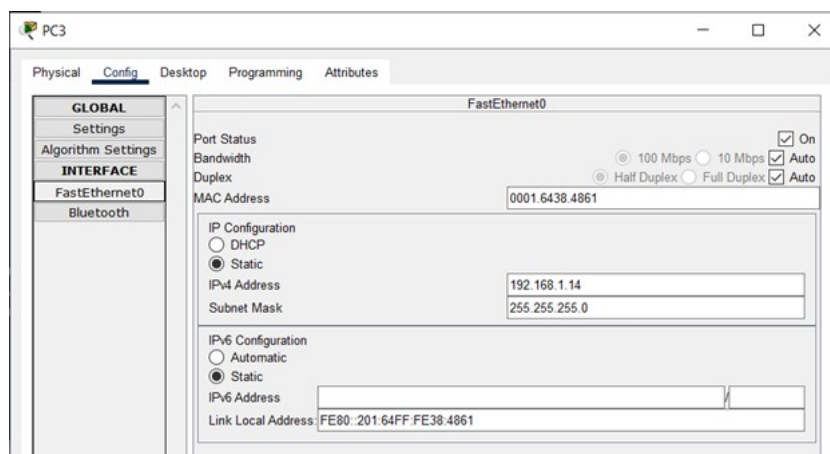 PC3
Physical Config Desktop Programming Attributes
GLOBAL
Settings
Algorithm Settings
INTERFACE
FastEthernet0
Bluetooth
FastEthernet0
Port Status On
Bandwidth 100 Mbps 10 Mbps Auto
Duplex Half Duplex Full Duplex Auto
MAC Address 0001.6438.4861
IP Configuration
DHCP
Static
IPv4 Address 192.168.1.14
Subnet Mask 255.255.255.0
IPv6 Configuration
Automatic
Static
IPv6 Address /
Link Local Address: FE80::201:64FF:FE38:4861